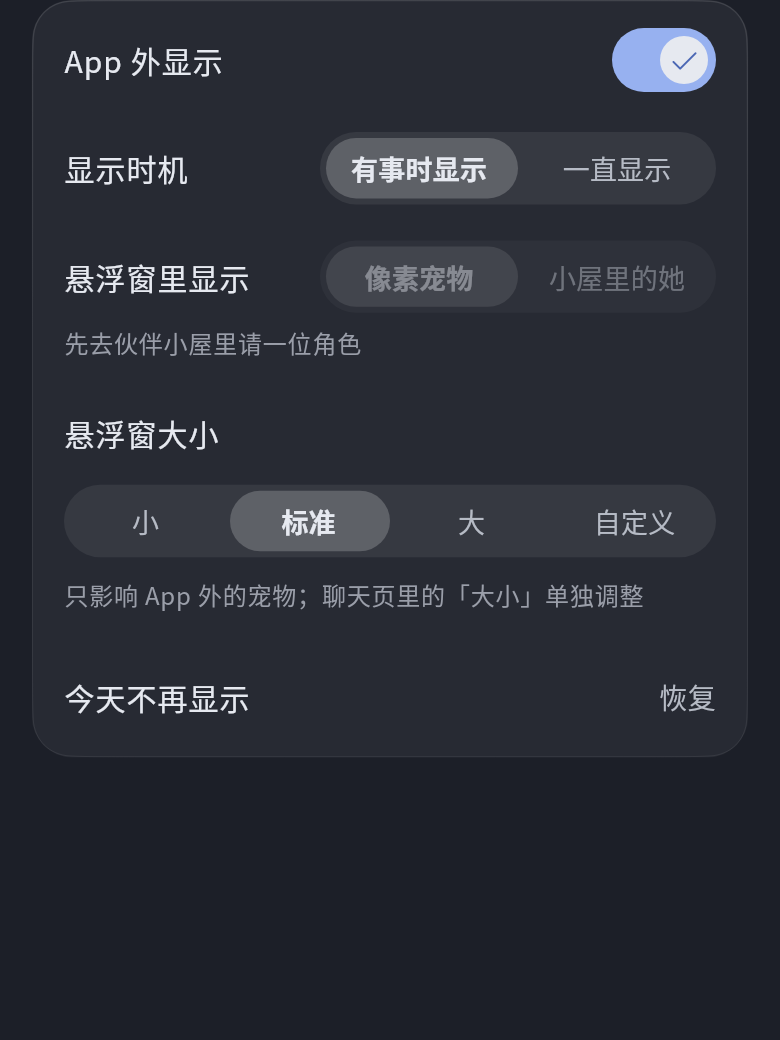 App 外显示
显示时机
有事时显示
一直显示
悬浮窗里显示
像素宠物
小屋里的她
先去伙伴小屋里请一位角色
悬浮窗大小
小
标准
大
自定义
只影响 App 外的宠物；聊天页里的「大小」单独调整
今天不再显示
恢复